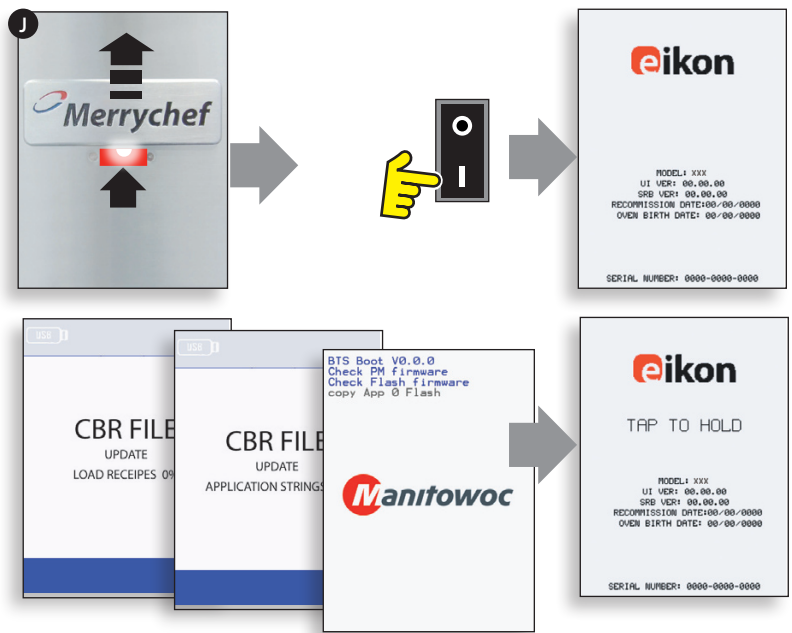 J
Merrychef
eikon
MODEL: XXX
UI VER: 00.00.00
SRB VER: 00.00.00
RECOMMISSION DATE:00/00/0000
OVEN BIRTH DATE: 00/00/0000
SERIAL NUMBER: 0000-0000-0000
USB
CBR FILE
UPDATE
LOAD RECEIPES 0%
USB
CBR FILE
UPDATE
APPLICATION STRINGS
BTS Boot V0.0.0
Check PM firmware
Check Flash firmware
copy App 0 Flash
Manitowoc
eikon
TAP TO HOLD
MODEL: XXX
UI VER: 00.00.00
SRB VER: 00.00.00
RECOMMISSION DATE:00/00/0000
OVEN BIRTH DATE: 00/00/0000
SERIAL NUMBER: 0000-0000-0000